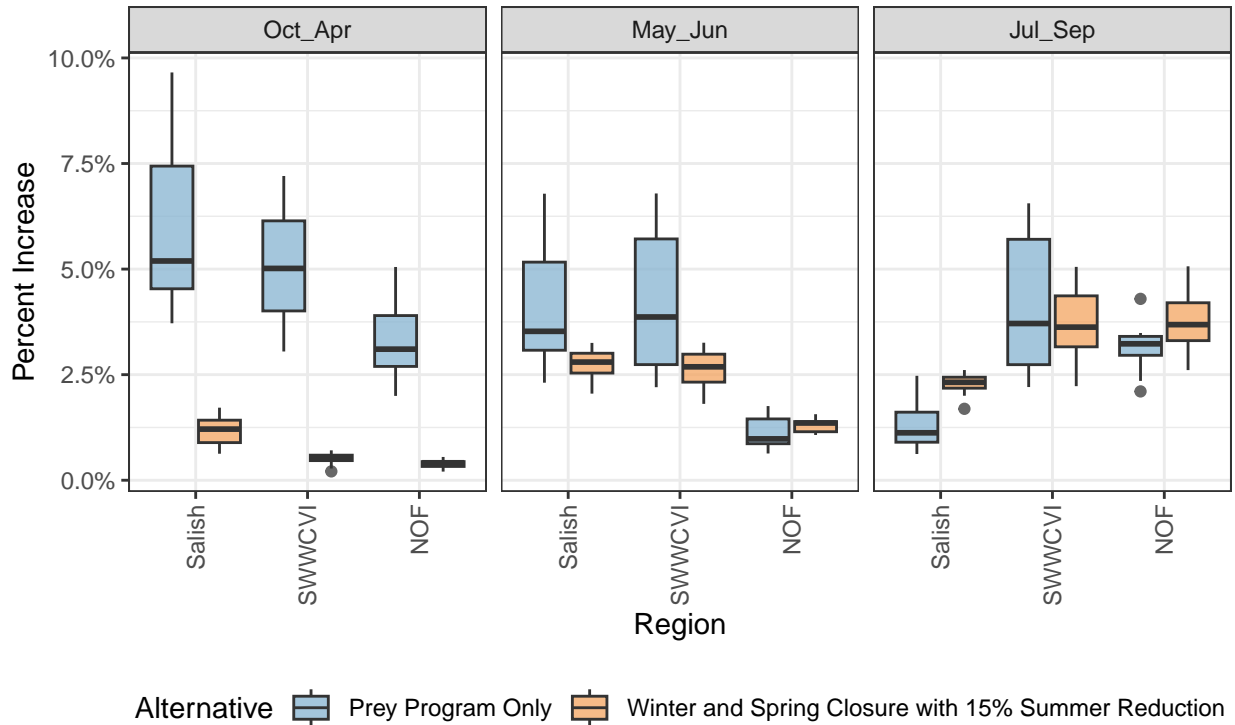 Oct_Apr May_Jun Jul_Sep
Percent Increase
10.0%
7.5%
5.0%
2.5%
0.0%
Salish SWWCVI NOF Salish SWWCVI NOF Salish SWWCVI NOF
Region
Alternative Prey Program Only Winter and Spring Closure with 15% Summer Reduction